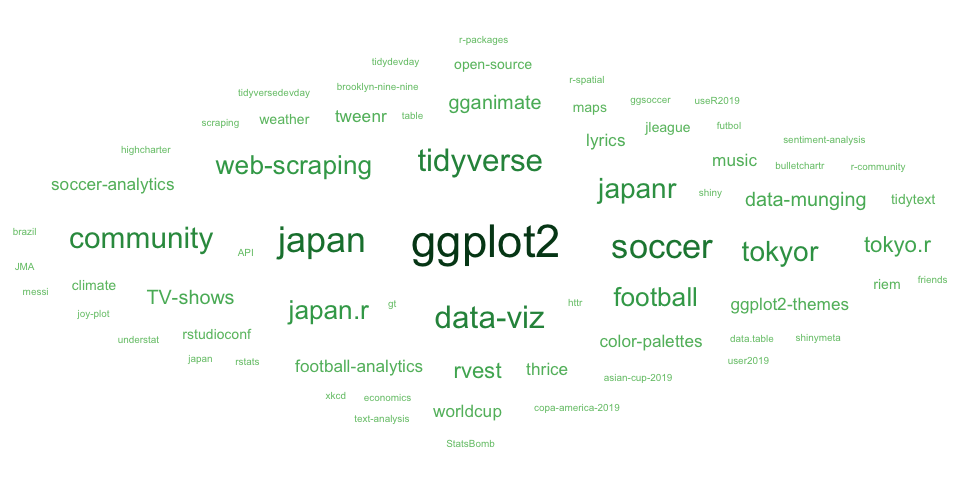 r-packages
tidydevday
open-source
r-spatial
brooklyn-nine-nine
tidyversedevday
gganimate
ggsoccer
useR2019
maps
scraping
weather
tweenr
table
jleague
futbol
lyrics
sentiment-analysis
highcharter
web-scraping
tidyverse
music
bulletchartr
r-community
soccer-analytics
japanr
shiny
data-munging
tidytext
brazil
community
API
japan
ggplot2
soccer
tokyor
tokyo.r
JMA
messi
climate
TV-shows
riem
friends
joy-plot
japan.r
gt
data-viz
httr
football
ggplot2-themes
understat
rstudioconf
color-palettes
data.table
shinymeta
japan
rstats
football-analytics
rvest
thrice
user2019
asian-cup-2019
xkcd
economics
text-analysis
worldcup
copa-america-2019
StatsBomb